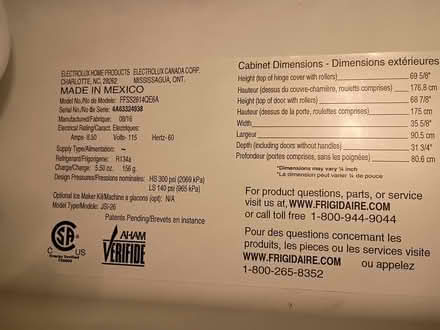 ELECTROLUX HOME PRODUCTS ELECTROLUX CANADA CORP.
CHARLOTTE, NC, 28262 MISSISSAUGA, ONT.
MADE IN MEXICO
Model No./No de Modele: FFSS2614QE6A
Serial No./No de Serie: 4A63324938
Manufactured/Fabrique: 08/16
Electrical Rating/Caract. Electriques:
Amp- 6.85 Volts- 115 Hertz- 60
Supply Type/Alimentation: --
Refrigerant/Frigorigene: R134a
Charge/Charge: 5.50 oz. 156 g.
Design Pressures/Pressions nominales: HS 300 psi (2069 kPa)
LS 140 psi (965 kPa)
Optional Ice Maker Kit/Machine a glacons (opt): N/A
Model Type/Modele: JSI-26
Patents Pending/Brevets en instance
C US
Energy Verified
AHAM
VERIFIDE
Cabinet Dimensions - Dimensions extérieures
Height (top of hinge cover with rollers) 69 5/8"
Hauteur (dessus du couvre-charnière, roulettes comprises) 176,8 cm
Height (top of door with rollers) 68 7/8"
Hauteur (dessus de la porte, roulettes comprises) 175 cm
Width 35 5/8"
Largeur 90,5 cm
Depth (including doors without handles) 31 3/4"
Profondeur (portes comprises, sans les poignées) 80,6 cm
*Dimensions may vary ¼ inch
*La dimension peut varier ¼ de pouce
For product questions, parts, or service
visit us at, WWW.FRIGIDAIRE.COM
or call toll free 1-800-944-9044
Pour des questions concernant les
produits, les pieces ou les services visite
WWW.FRIGIDAIRE.COM ou appelez
1-800-265-8352